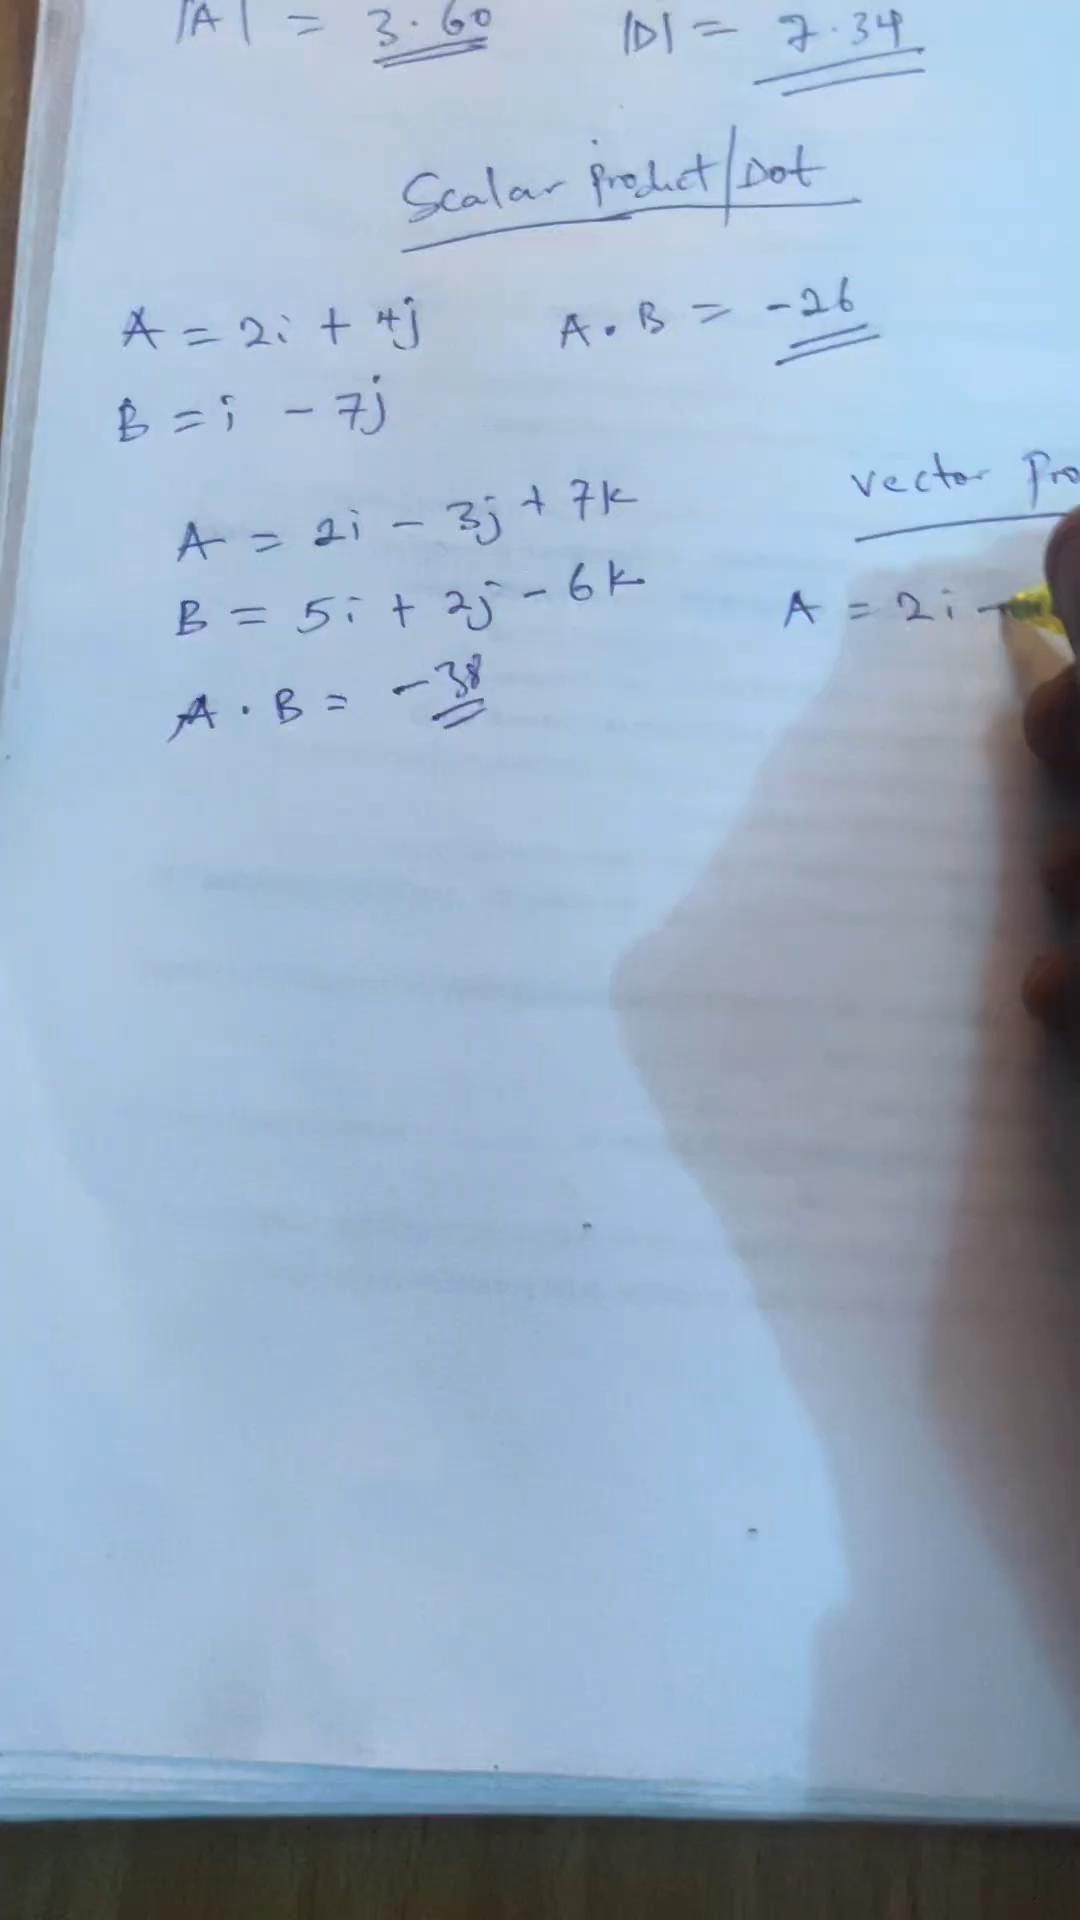 |A| = 3.60 |D| = 7.34
Scalar Product/Dot
A = 2i + 4j A . B = -26
B = i - 7j
vector Pro
A = 2i - 3j + 7k
B = 5i + 2j - 6k
A = 2i
A . B = -38